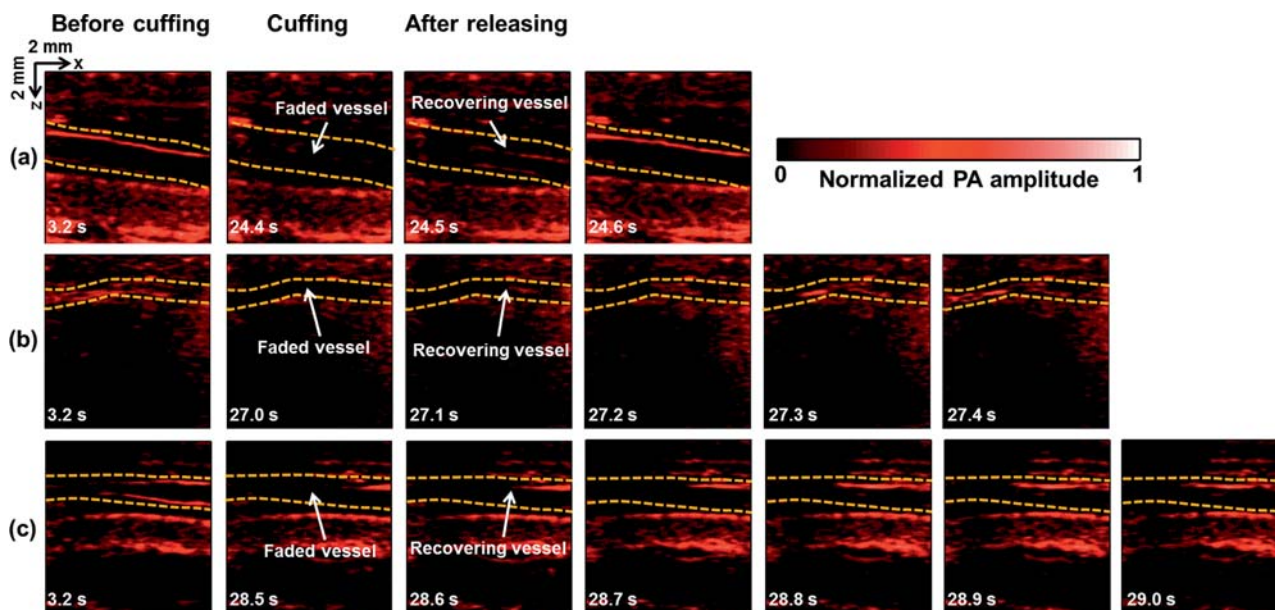 Before cuffing Cuffing After releasing
2 mm
x
2 mm
z
Faded vessel Recovering vessel
(a)
0 1
Normalized PA amplitude
3.2 s 24.4 s 24.5 s 24.6 s
(b)
Faded vessel Recovering vessel
3.2 s 27.0 s 27.1 s 27.2 s 27.3 s 27.4 s
(c)
Faded vessel Recovering vessel
3.2 s 28.5 s 28.6 s 28.7 s 28.8 s 28.9 s 29.0 s